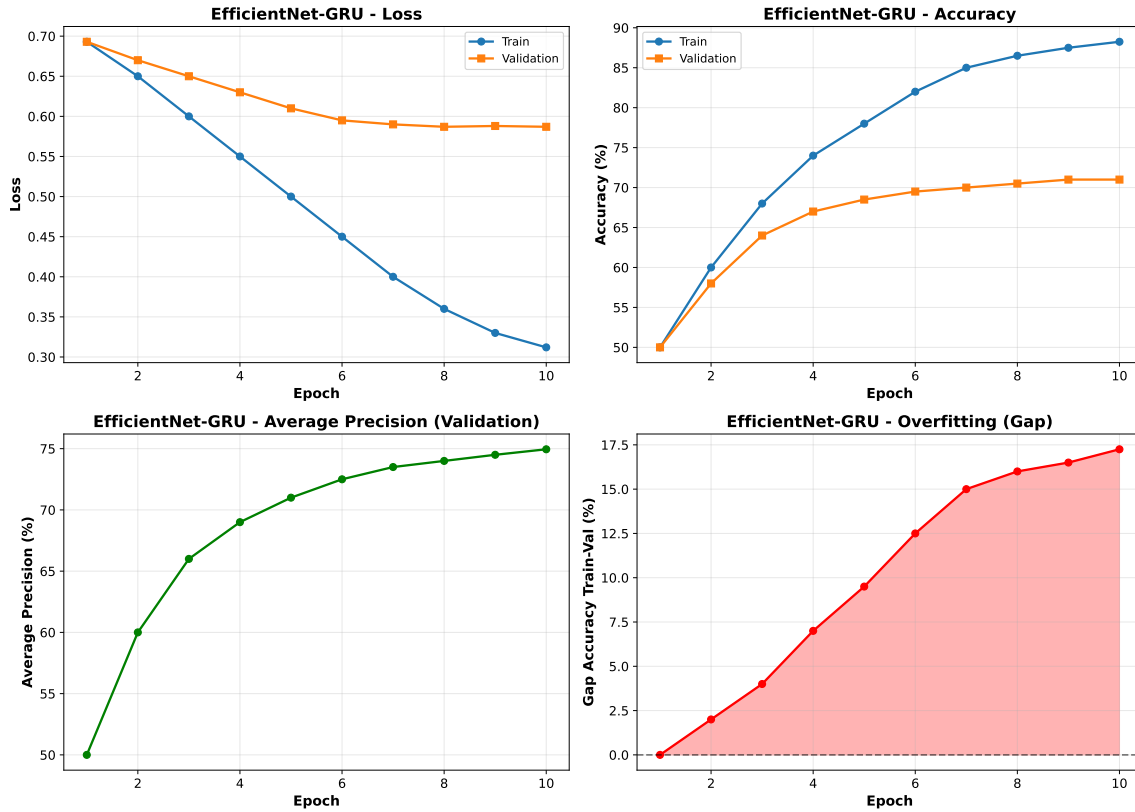 EfficientNet-GRU - Loss
0.70
0.65
0.60
0.55
0.50
0.45
0.40
0.35
0.30
Loss
Train
Validation
2 4 6 8 10
Epoch
EfficientNet-GRU - Accuracy
90
85
80
75
70
65
60
55
50
Accuracy (%)
Train
Validation
2 4 6 8 10
Epoch
EfficientNet-GRU - Average Precision (Validation)
75
70
65
60
55
50
Average Precision (%)
2 4 6 8 10
Epoch
EfficientNet-GRU - Overfitting (Gap)
17.5
15.0
12.5
10.0
7.5
5.0
2.5
0.0
Gap Accuracy Train-Val (%)
2 4 6 8 10
Epoch